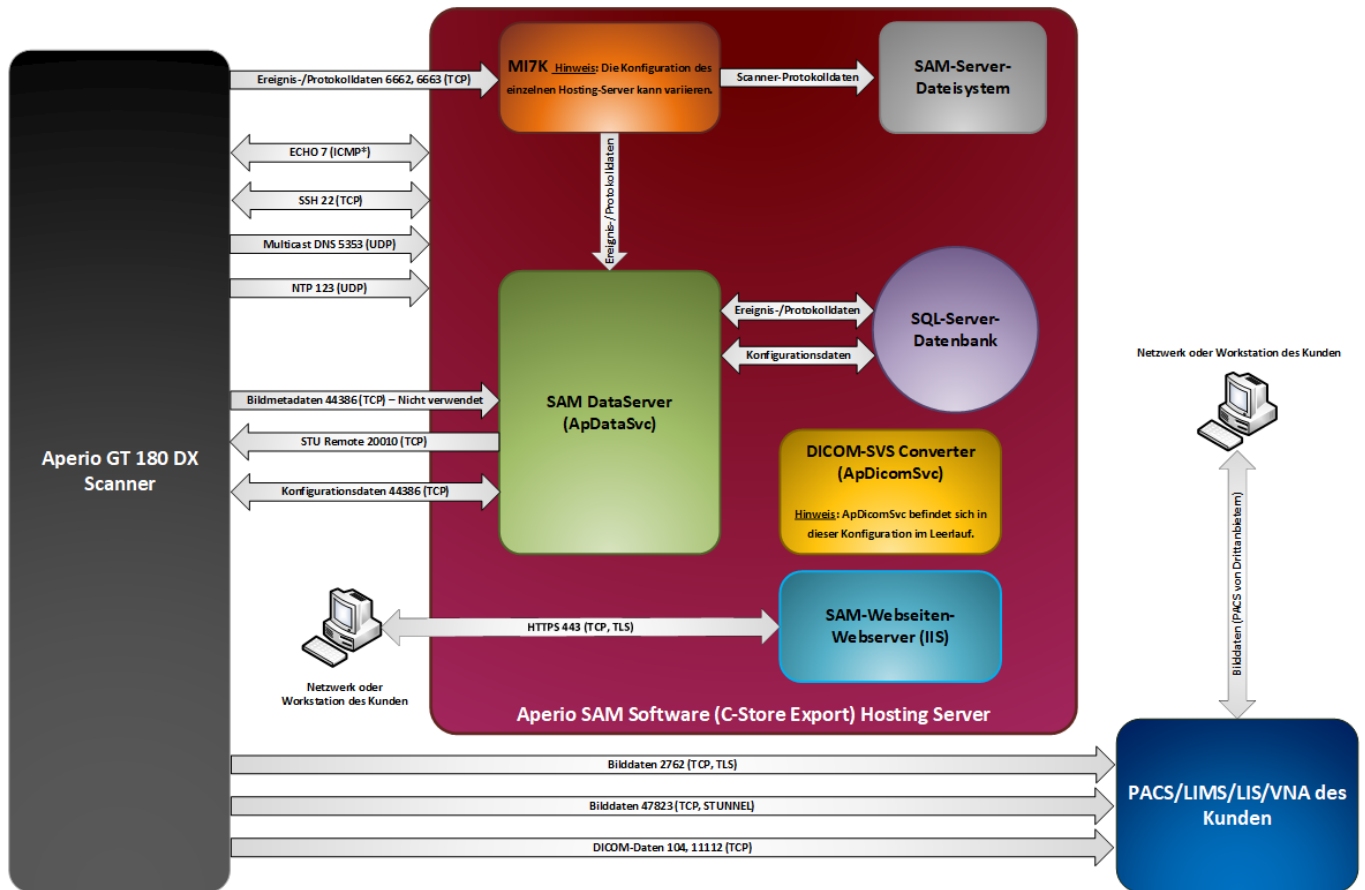 Ereignis-/Protokolldaten 6662, 6663 (TCP)
MI7K Hinweis: Die Konfiguration des
einzelnen Hosting-Server kann variieren.
Scanner-Protokolldaten
SAM-Server-
Dateisystem
ECHO 7 (ICMP*)
SSH 22 (TCP)
Multicast DNS 5353 (UDP)
NTP 123 (UDP)
Ereignis-/Protokolldaten
Ereignis-/Protokolldaten
Konfigurationsdaten
SQL-Server-
Datenbank
Netzwerk oder Workstation des Kunden
Aperio GT 180 DX
Scanner
Bildmetadaten 44386 (TCP) – Nicht verwendet
STU Remote 20010 (TCP)
Konfigurationsdaten 44386 (TCP)
SAM DataServer
(ApDataSvc)
DICOM-SVS Converter
(ApDicomSvc)
Hinweis: ApDicomSvc befindet sich in
dieser Konfiguration im Leerlauf.
Bilddaten (PACS von Drittanbietern)
HTTPS 443 (TCP, TLS)
SAM-Webseiten-
Webserver (IIS)
Netzwerk oder
Workstation des Kunden
Aperio SAM Software (C-Store Export) Hosting Server
Bilddaten 2762 (TCP, TLS)
Bilddaten 47823 (TCP, STUNNEL)
DICOM-Daten 104, 11112 (TCP)
PACS/LIMS/LIS/VNA des
Kunden